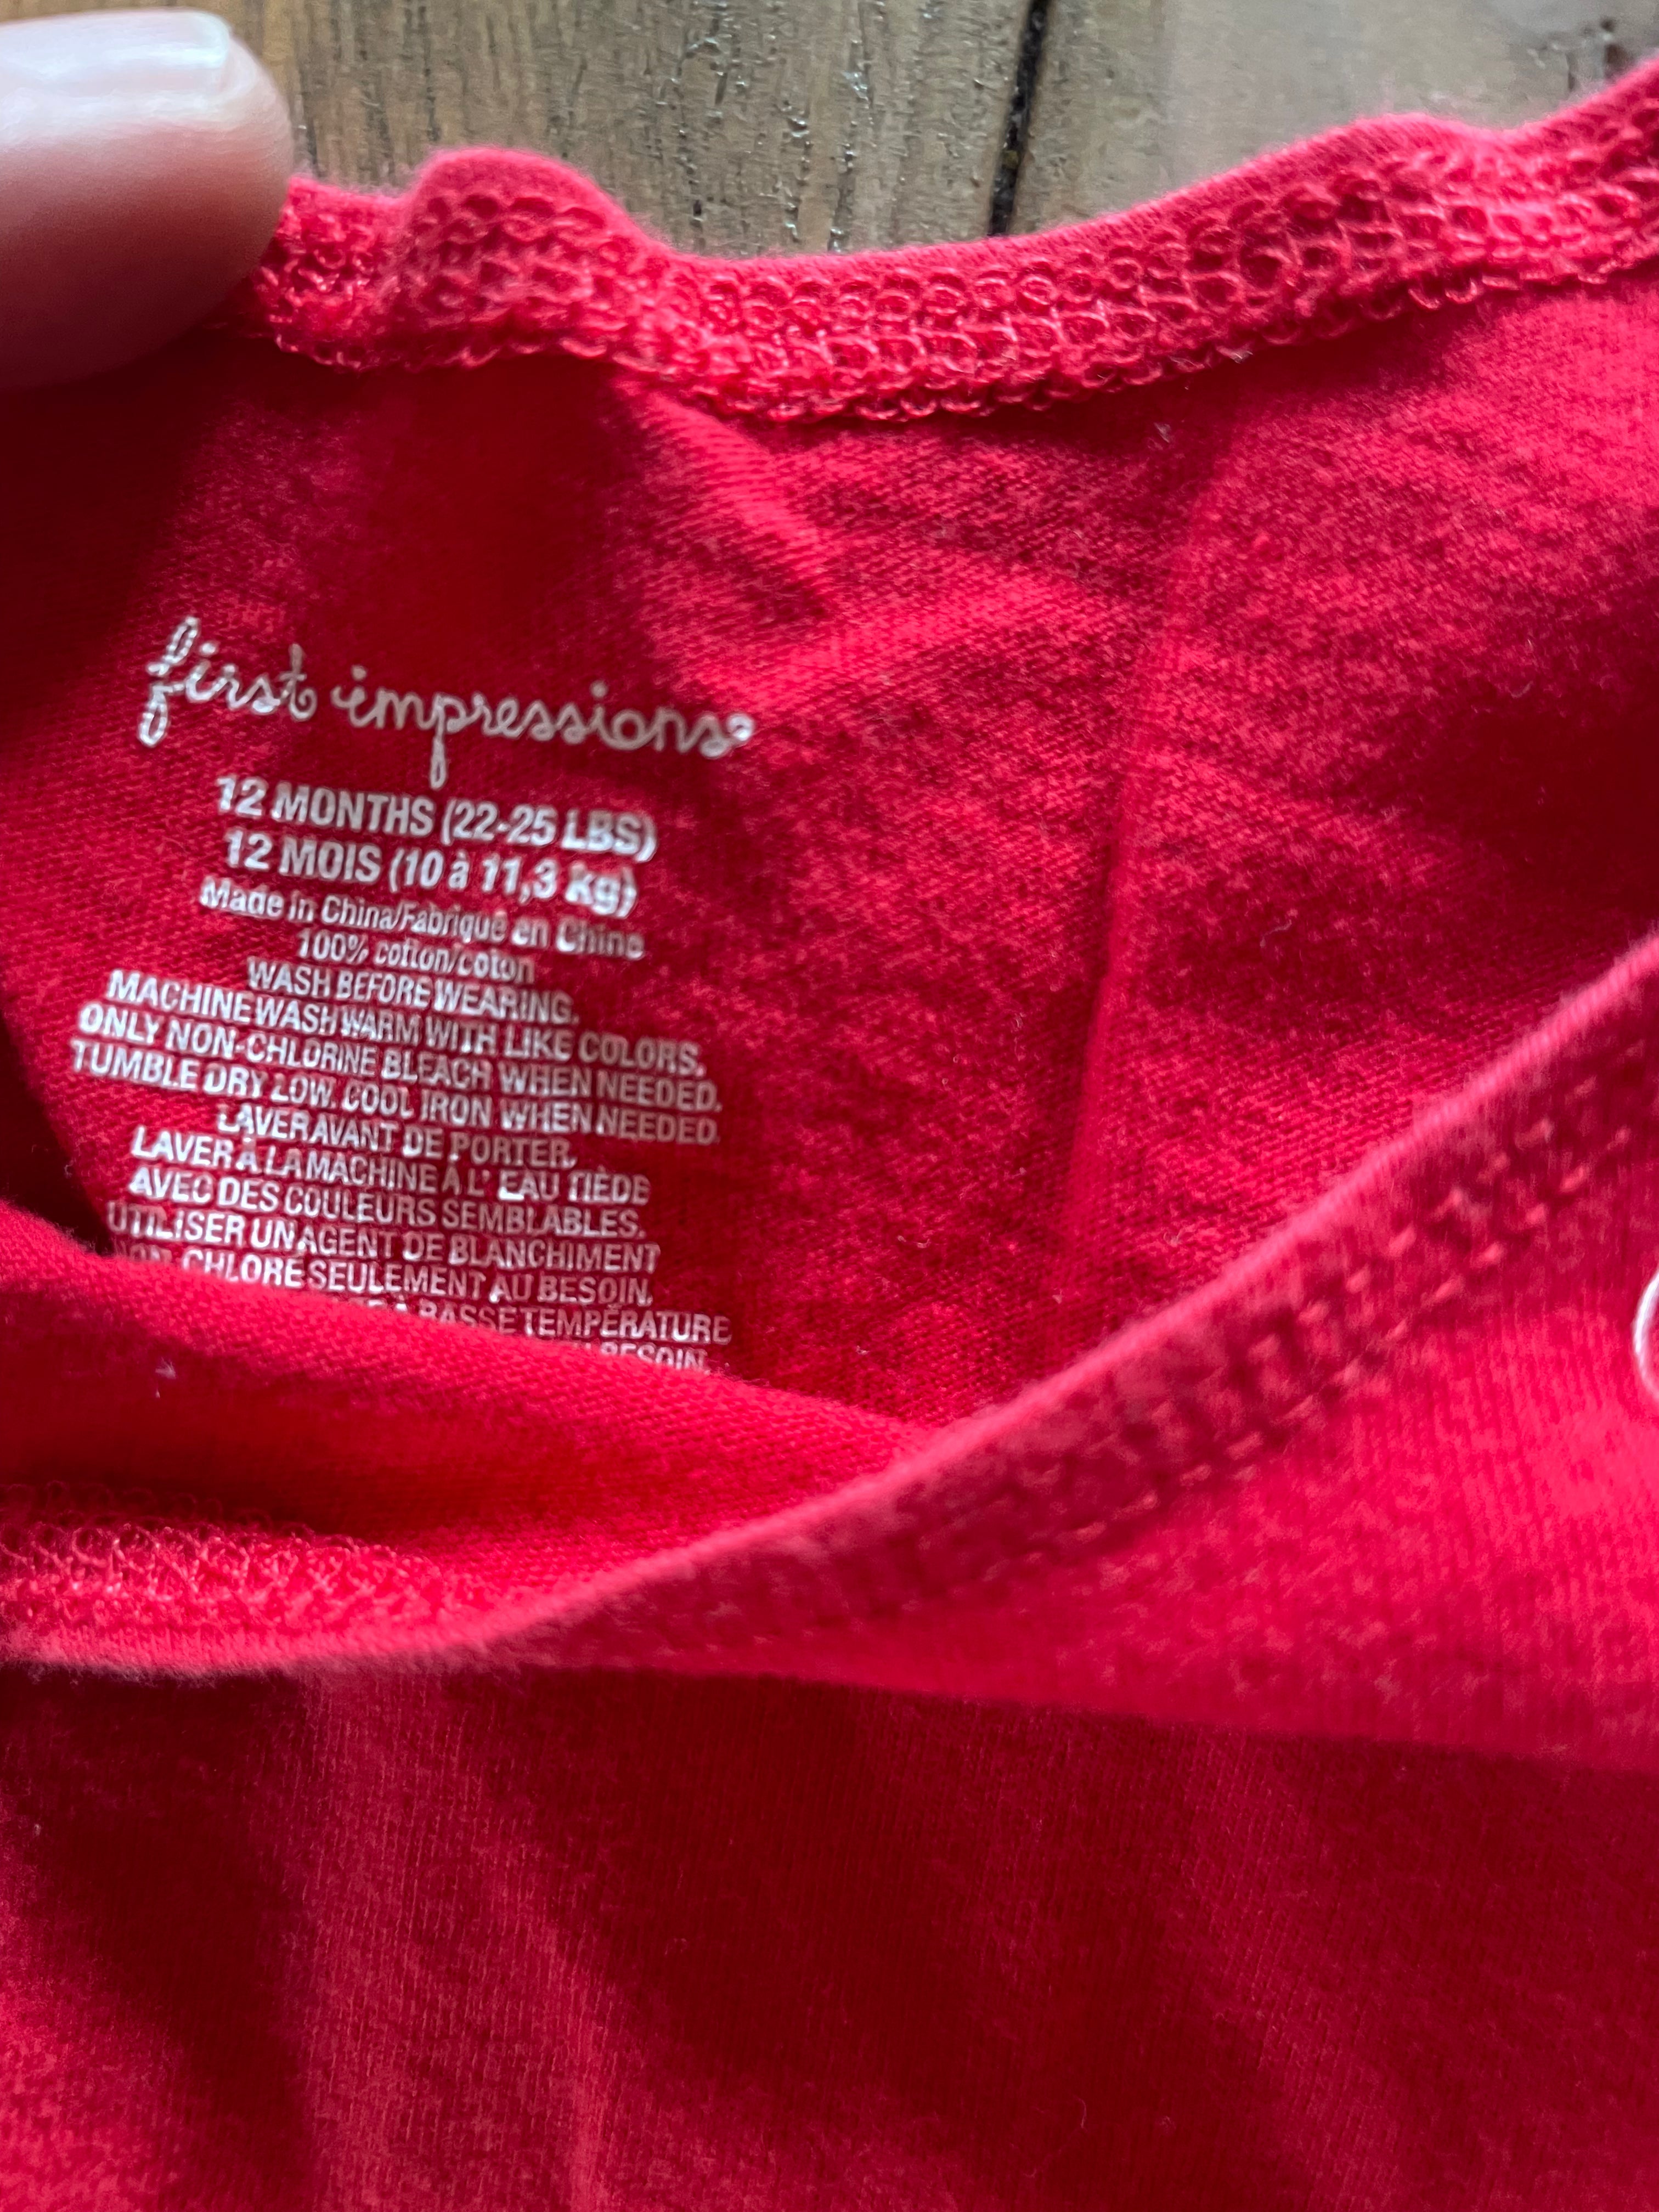 first impressions®
12 MONTHS (22-25 LBS)
12 MOIS (10 à 11,3 kg)
Made in China/Fabriqué en Chine
100% cotton/coton
WASH BEFORE WEARING.
MACHINE WASH WARM WITH LIKE COLORS.
ONLY NON-CHLORINE BLEACH WHEN NEEDED.
TUMBLE DRY LOW. COOL IRON WHEN NEEDED.
LAVER AVANT DE PORTER.
LAVER À LA MACHINE À L' EAU TIÈDE
AVEC DES COULEURS SEMBLABLES.
UTILISER UN AGENT DE BLANCHIMENT
CHLORÉ SEULEMENT AU BESOIN.
À BASSE TEMPÉRATURE
BESOIN.